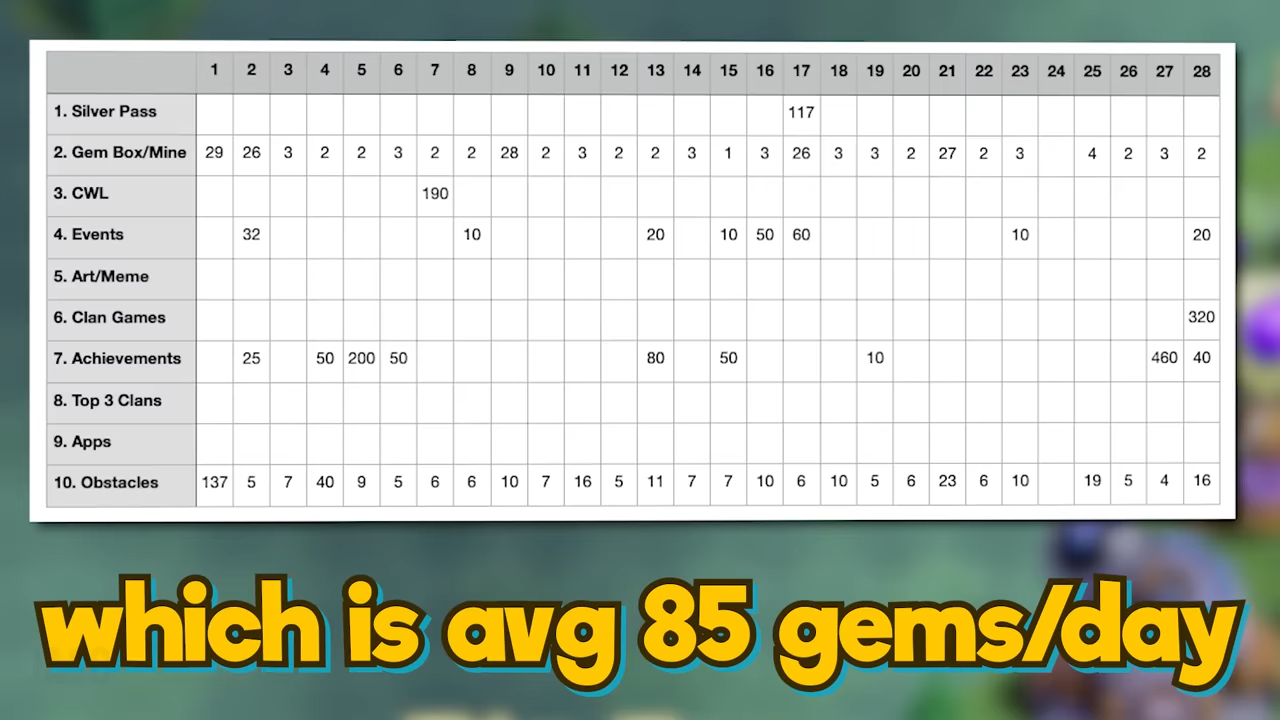 1 2 3 4 5 6 7 8 9 10 11 12 13 14 15 16 17 18 19 20 21 22 23 24 25 26 27 28
1. Silver Pass 117
2. Gem Box/Mine 29 26 3 2 2 3 2 2 28 2 3 2 2 3 1 3 26 3 3 2 27 2 3 4 2 3 2
3. CWL 190
4. Events 32 10 20 10 50 60 10 20
5. Art/Meme
6. Clan Games 320
7. Achievements 25 50 200 50 80 50 10 460 40
8. Top 3 Clans
9. Apps
10. Obstacles 137 5 7 40 9 5 6 6 10 7 16 5 11 7 7 10 6 10 5 6 23 6 10 19 5 4 16
which is avg 85 gems/day